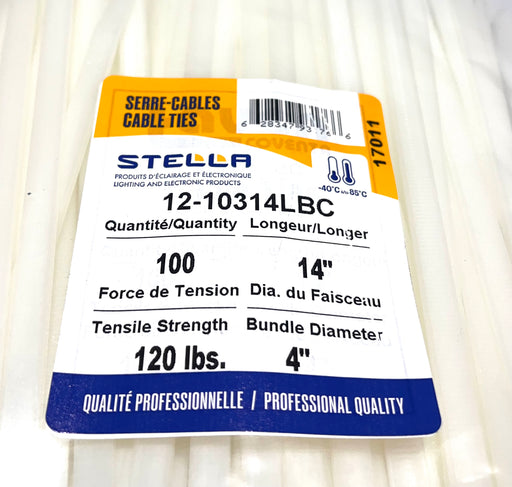 SERRE-CABLES
CABLE TIES
17011
STELLA
PRODUITS D'ÉCLAIRAGE ET ÉLECTRONIQUE
LIGHTING AND ELECTRONIC PRODUCTS
-40°C 85°C
12-10314LBC
Quantité/Quantity Longeur/Longer
100 14"
Force de Tension Dia. du Faisceau
Tensile Strength Bundle Diameter
120 lbs. 4"
QUALITÉ PROFESSIONNELLE / PROFESSIONAL QUALITY